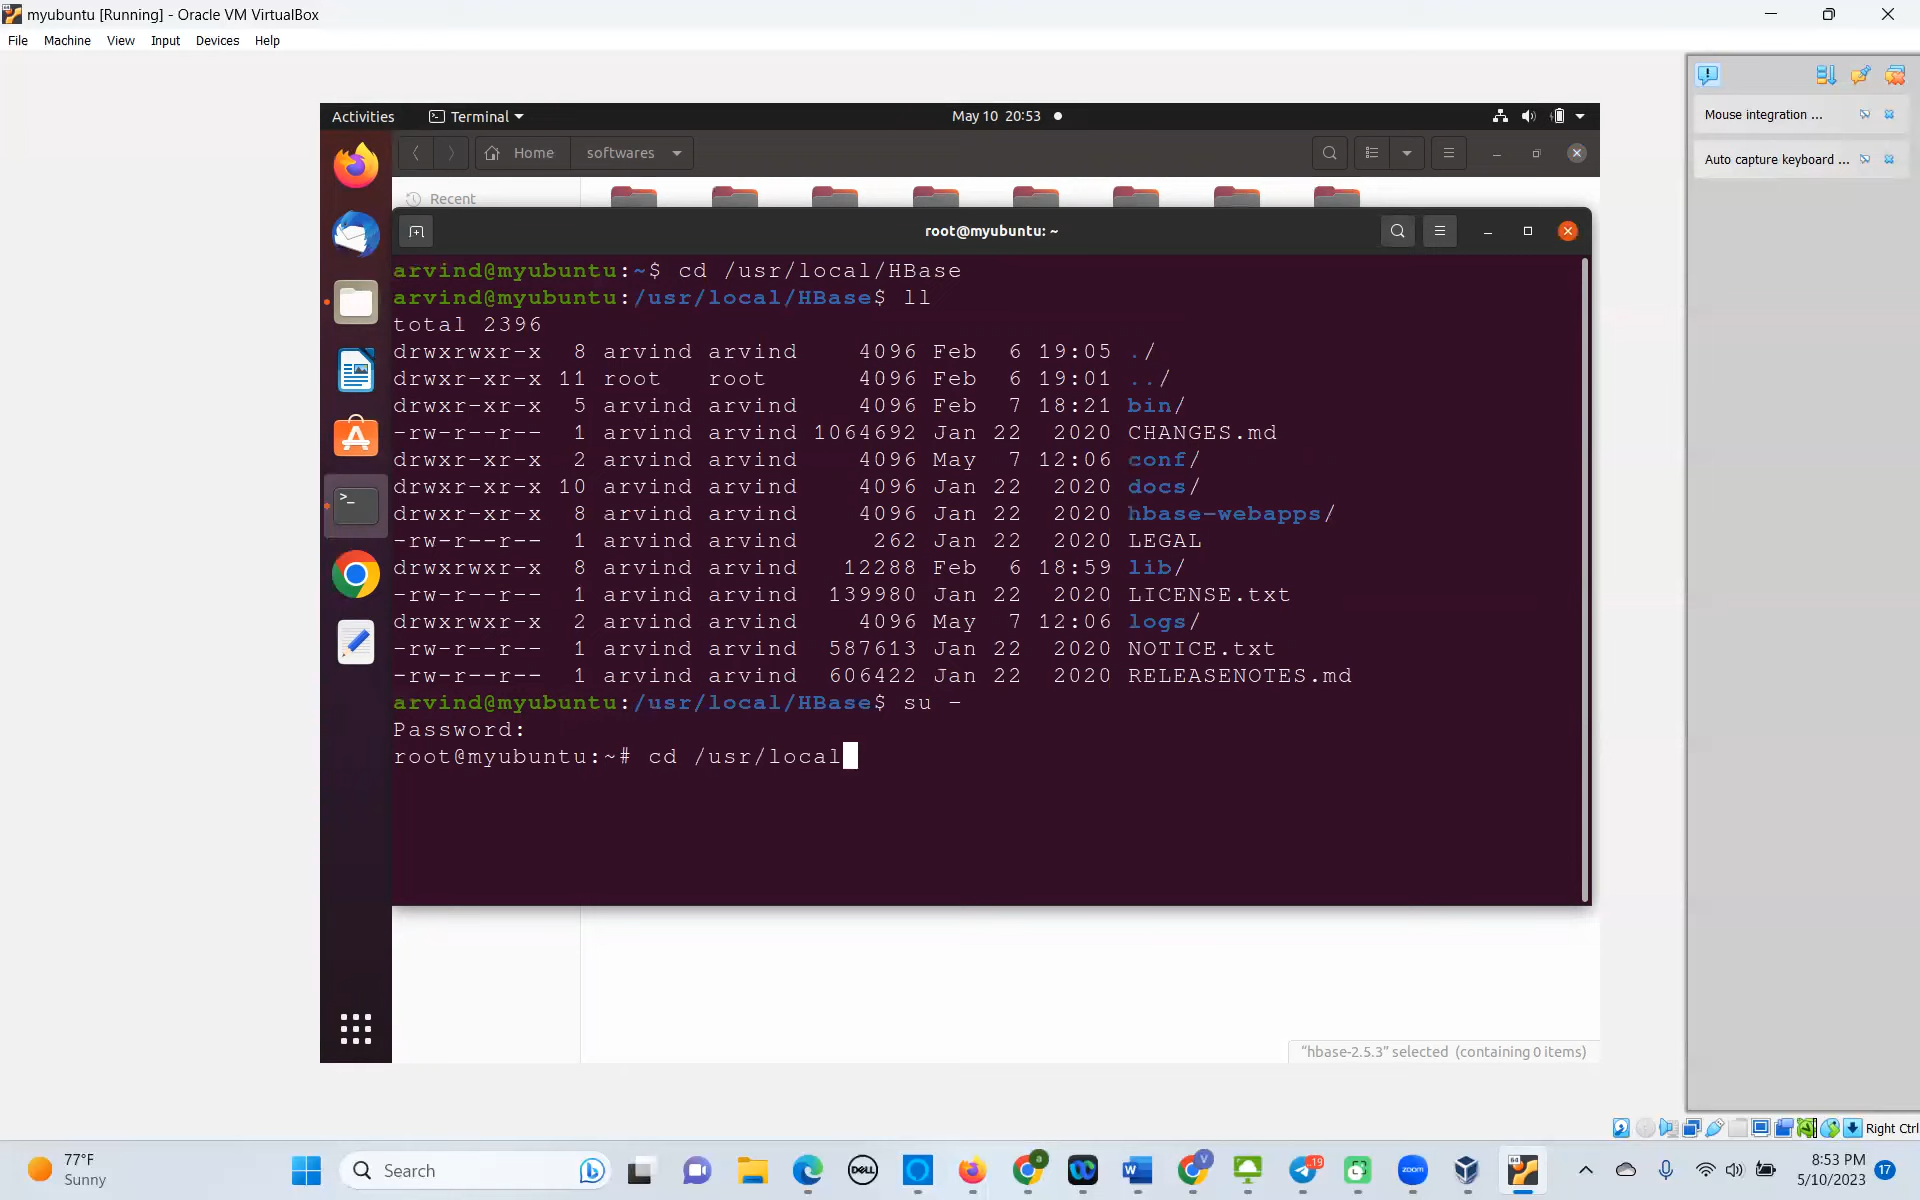 myubuntu [Running] - Oracle VM VirtualBox
File Machine View Input Devices Help
Mouse integration ...
Auto capture keyboard ...
Activities Terminal May 10 20:53
Home softwares
Recent
root@myubuntu: ~
arvind@myubuntu:~$ cd /usr/local/HBase
arvind@myubuntu:/usr/local/HBase$ ll
total 2396
drwxrwxr-x 8 arvind arvind 4096 Feb 6 19:05 ./
drwxr-xr-x 11 root root 4096 Feb 6 19:01 ../
drwxr-xr-x 5 arvind arvind 4096 Feb 7 18:21 bin/
-rw-r--r-- 1 arvind arvind 1064692 Jan 22 2020 CHANGES.md
drwxr-xr-x 2 arvind arvind 4096 May 7 12:06 conf/
drwxr-xr-x 10 arvind arvind 4096 Jan 22 2020 docs/
drwxr-xr-x 8 arvind arvind 4096 Jan 22 2020 hbase-webapps/
-rw-r--r-- 1 arvind arvind 262 Jan 22 2020 LEGAL
drwxrwxr-x 8 arvind arvind 12288 Feb 6 18:59 lib/
-rw-r--r-- 1 arvind arvind 139980 Jan 22 2020 LICENSE.txt
drwxrwxr-x 2 arvind arvind 4096 May 7 12:06 logs/
-rw-r--r-- 1 arvind arvind 587613 Jan 22 2020 NOTICE.txt
-rw-r--r-- 1 arvind arvind 606422 Jan 22 2020 RELEASENOTES.md
arvind@myubuntu:/usr/local/HBase$ su -
Password:
root@myubuntu:~# cd /usr/local
"hbase-2.5.3" selected (containing 0 items)
Right Ctrl
77°F
Sunny
Search
DELL
a
V
19
zoom
64
8:53 PM
5/10/2023
17